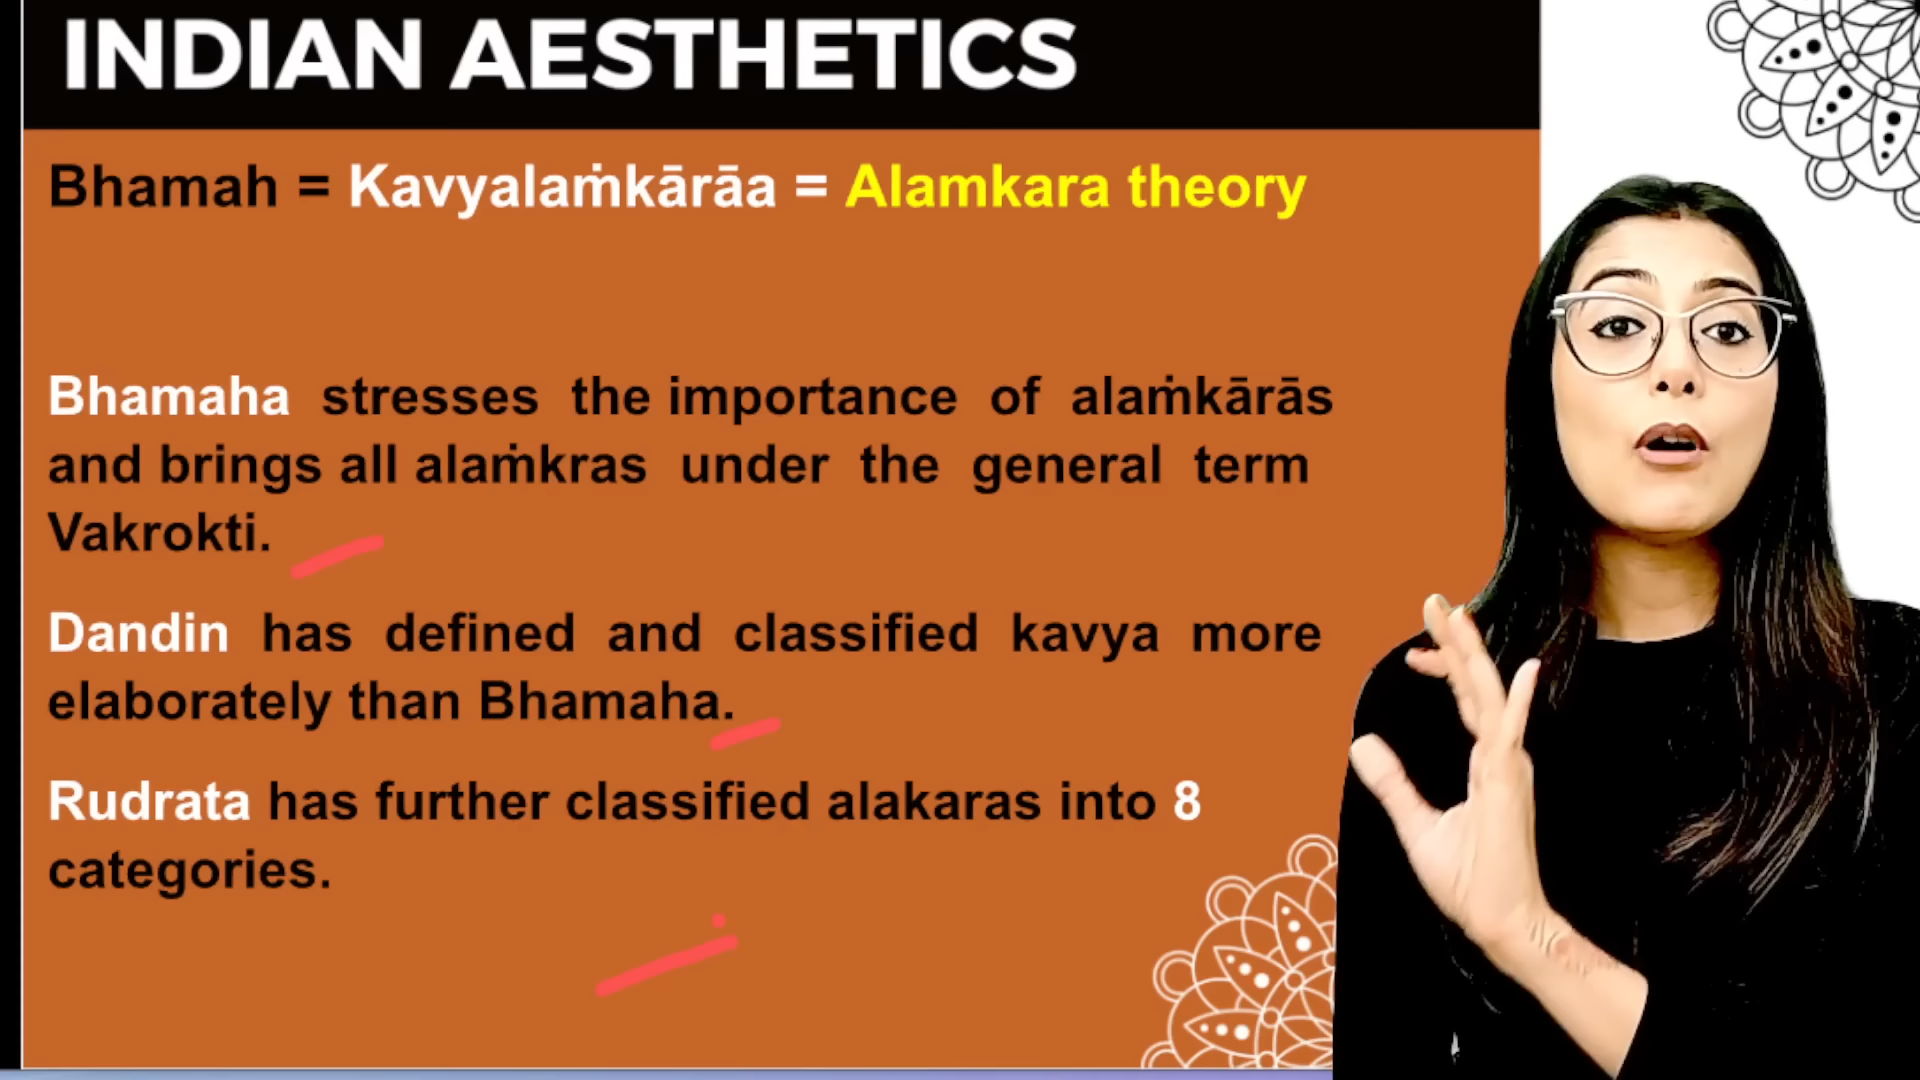 INDIAN AESTHETICS
Bhamah = Kavyalaṁkārāa = Alamkara theory
Bhamaha stresses the importance of alaṁkārās
and brings all alaṁkras under the general term
Vakrokti.
Dandin has defined and classified kavya more
elaborately than Bhamaha.
Rudrata has further classified alakaras into 8
categories.